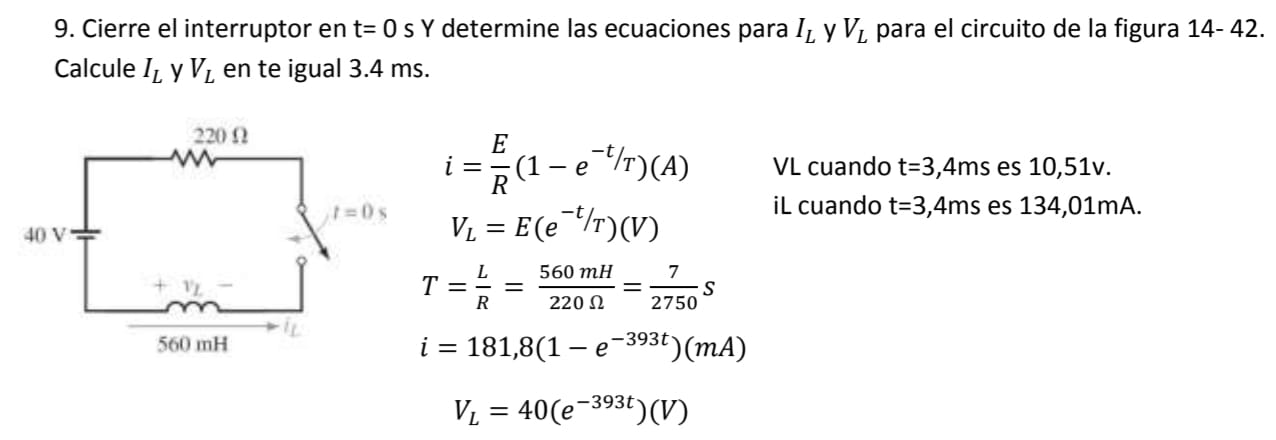 9. Cierre el interruptor en t= 0 s Y determine las ecuaciones para I_L y V_L para el circuito de la figura 14- 42.
Calcule I_L y V_L en te igual 3.4 ms.
220 Ω
t = 0 s
40 V
+ v_L −
i_L
560 mH
i = E/R (1 − e^(−t/T))(A)
V_L = E(e^(−t/T))(V)
T = L/R = 560 mH/220 Ω = 7/2750 S
i = 181,8(1 − e^(−393t))(mA)
V_L = 40(e^(−393t))(V)
VL cuando t=3,4ms es 10,51v.
iL cuando t=3,4ms es 134,01mA.